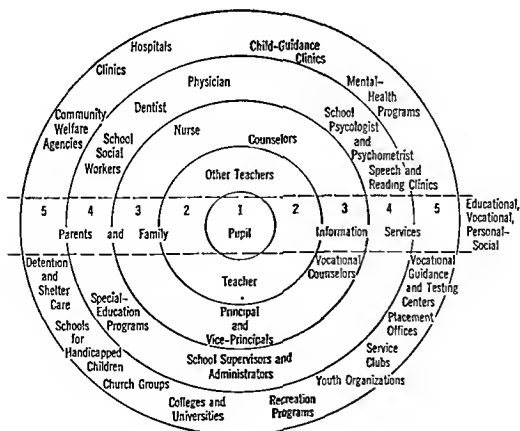 Hospitals
Child-Guidance
Clinics
Clinics
Physician
Mental-
Health
Programs
Community
Welfare
Agencies
Dentist
School
Social
Workers
Nurse
Counselors
School
Psycologist
and
Psychometrist
Speech and
Reading Clinics
Other Teachers
5 4 3 2 1 2 3 4 5
Educational,
Vocational,
Personal-
Social
Parents and Family Pupil Information Services
Detention
and
Shelter
Care
Teacher
Vocational
Counselors
Vocational
Guidance
and Testing
Centers
Placement
Offices
Special-
Education
Programs
Principal
and
Vice-Principals
Schools
for
Handicapped
Children
School Supervisors and
Administrators
Service
Clubs
Church Groups
Youth Organizations
Colleges and
Universities
Recreation
Programs